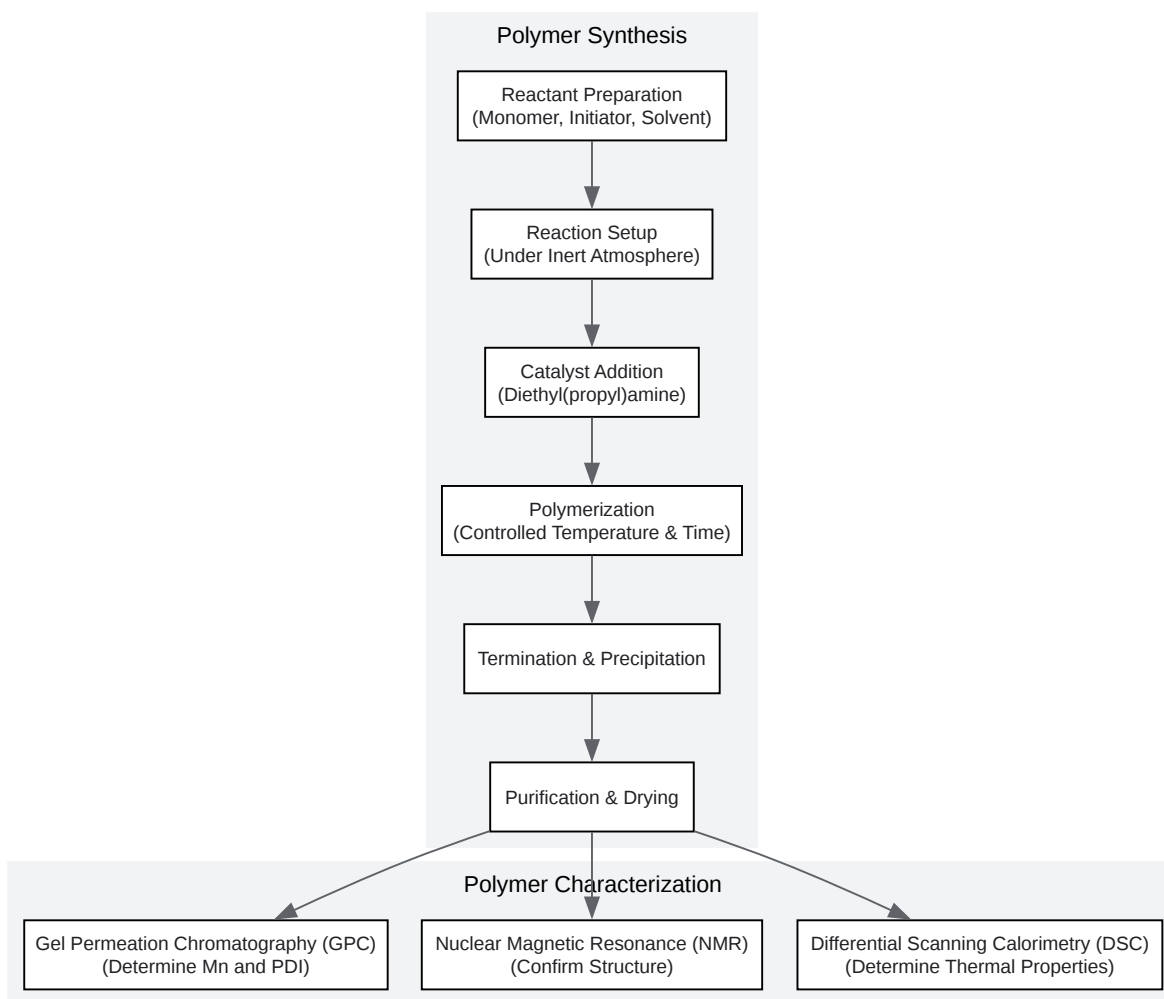 Polymer Synthesis
Reactant Preparation
(Monomer, Initiator, Solvent)
Reaction Setup
(Under Inert Atmosphere)
Catalyst Addition
(Diethyl(propyl)amine)
Polymerization
(Controlled Temperature & Time)
Termination & Precipitation
Purification & Drying
Polymer Characterization
Gel Permeation Chromatography (GPC)
(Determine Mn and PDI)
Nuclear Magnetic Resonance (NMR)
(Confirm Structure)
Differential Scanning Calorimetry (DSC)
(Determine Thermal Properties)